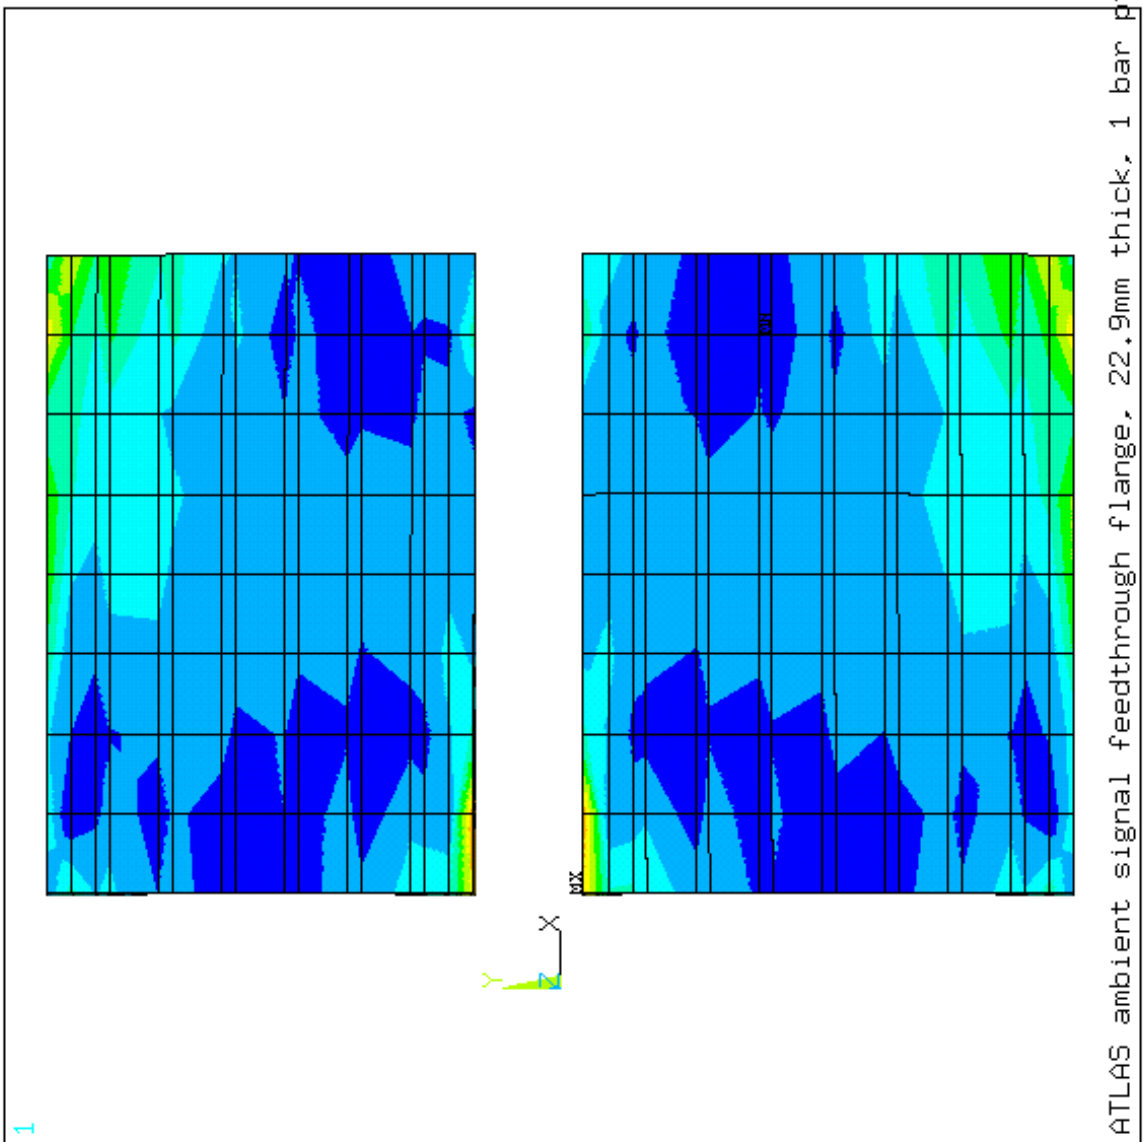 1
MN
MX
Y
Z
X
ATLAS ambient signal feedthrough flange, 22.9mm thick, 1 bar